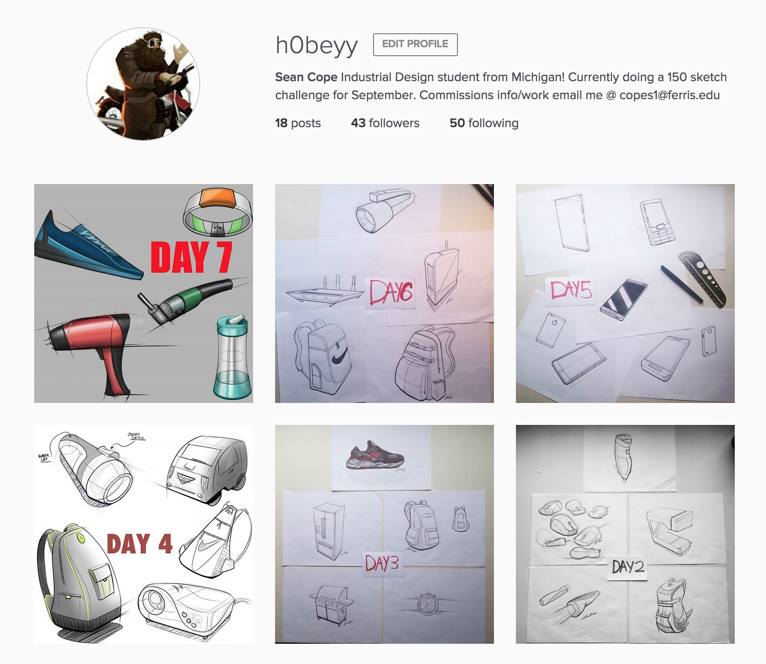 h0beyy EDIT PROFILE
Sean Cope Industrial Design student from Michigan! Currently doing a 150 sketch
challenge for September. Commissions info/work email me @ copes1@ferris.edu
18 posts 43 followers 50 following
DAY 7
DAY6
DAY5
DAY 4
DAY3
DAY2